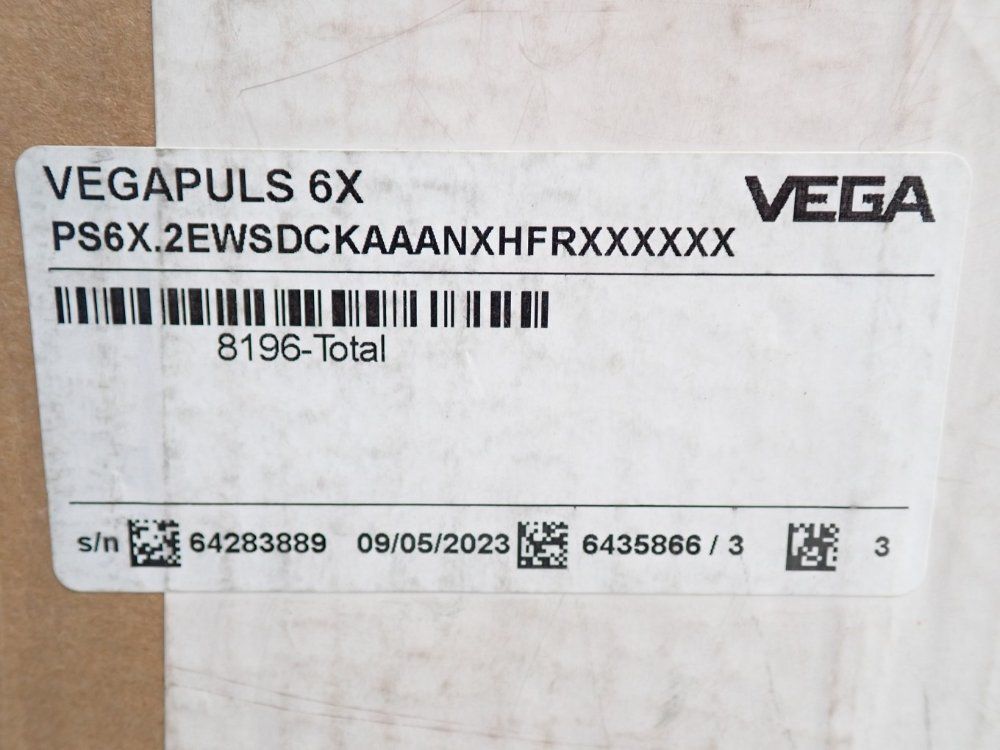 VEGAPULS 6X
VEGA
PS6X.2EWSDCKAAANXHFRXXXXXX
8196-Total
s/n 64283889 09/05/2023 6435866 / 3 3